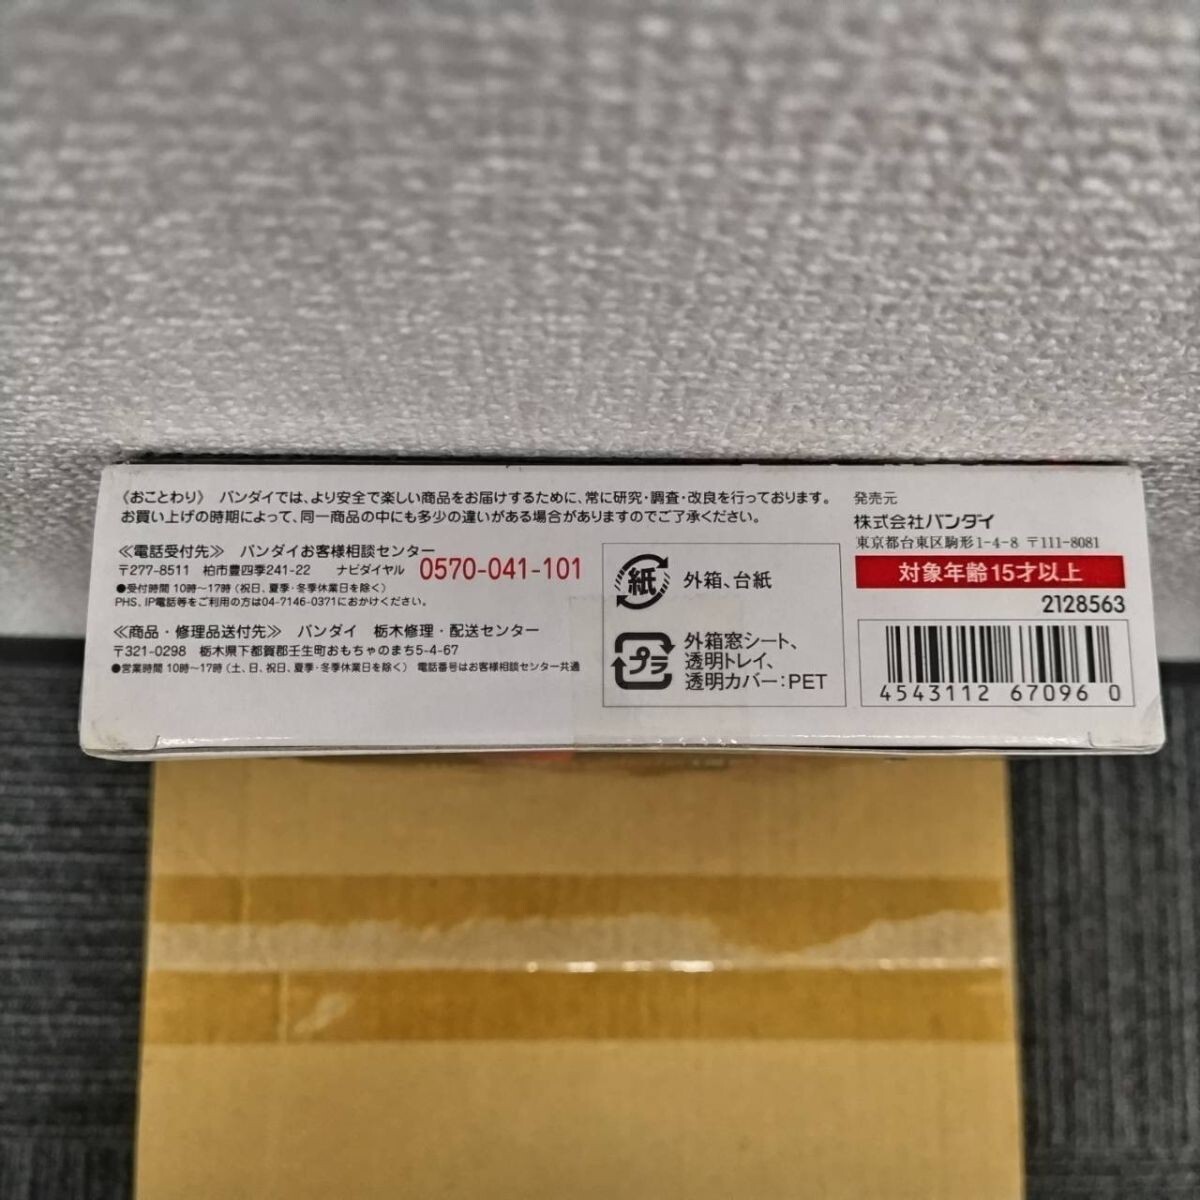 《おことわり》 バンダイでは、より安全で楽しい商品をお届けするために、常に研究・調査・改良を行っております。
お買い上げの時期によって、同一商品の中にも多少の違いがある場合がありますのでご了承ください。
≪電話受付先≫ バンダイお客様相談センター
〒277-8511 柏市豊四季241-22 ナビダイヤル 0570-041-101
●受付時間 10時〜17時 (祝日、夏季・冬季休業日を除く)
PHS、IP電話等をご利用の方は04-7146-0371におかけください。
≪商品・修理品送付先≫ バンダイ 栃木修理・配送センター
〒321-0298 栃木県下都賀郡壬生町おもちゃのまち5-4-67
●営業時間 10時〜17時 (土、日、祝日、夏季・冬季休業日を除く) 電話番号はお客様相談センター共通
紙 外箱、台紙
プラ 外箱窓シート、
透明トレイ、
透明カバー:PET
発売元
株式会社バンダイ
東京都台東区駒形1-4-8 〒111-8081
対象年齢15才以上
2128563
4543112 67096 0